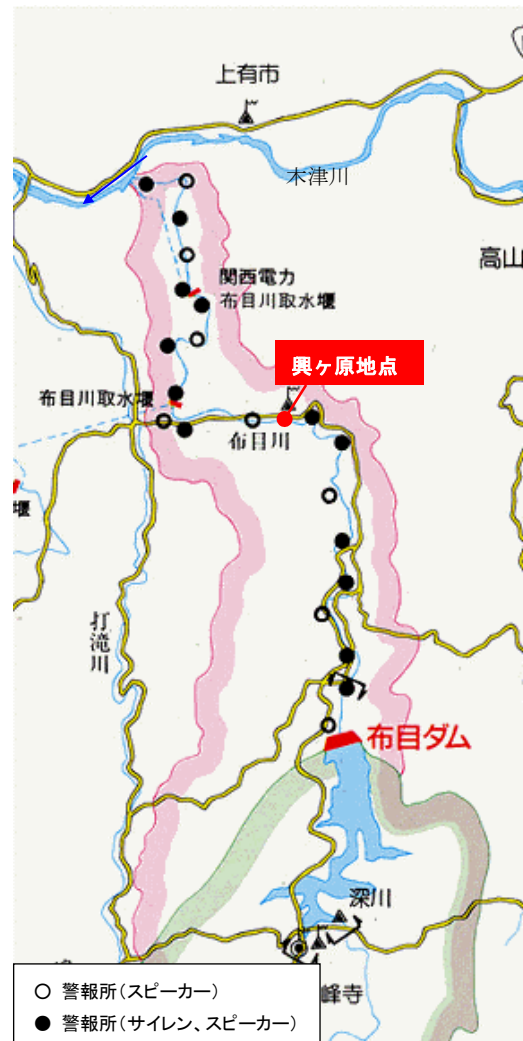 上有市
木津川
高山
関西電力
布目川取水堰
興ヶ原地点
布目川取水堰
布目川
堰
打滝川
布目ダム
深川
峰寺
○ 警報所(スピーカー)
● 警報所(サイレン、スピーカー)